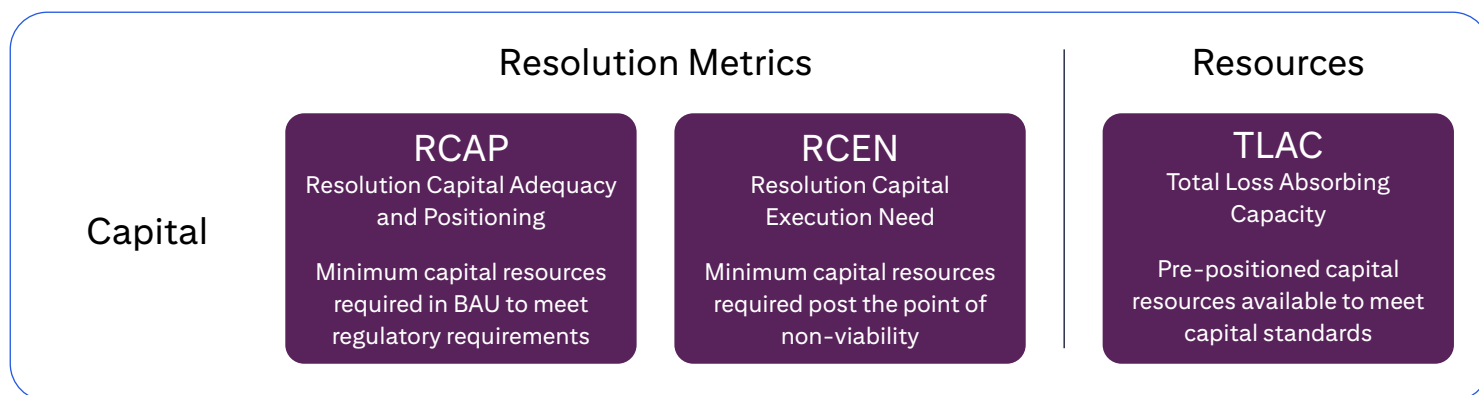 Resolution Metrics
Resources
Capital
RCAP
Resolution Capital Adequacy
and Positioning
Minimum capital resources
required in BAU to meet
regulatory requirements
RCEN
Resolution Capital
Execution Need
Minimum capital resources
required post the point of
non-viability
TLAC
Total Loss Absorbing
Capacity
Pre-positioned capital
resources available to meet
capital standards